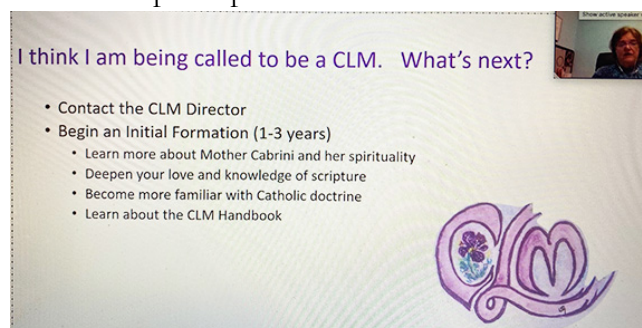 Show active speaker
I think I am being called to be a CLM. What's next?
• Contact the CLM Director
• Begin an Initial Formation (1-3 years)
• Learn more about Mother Cabrini and her spirituality
• Deepen your love and knowledge of scripture
• Become more familiar with Catholic doctrine
• Learn about the CLM Handbook
CLM